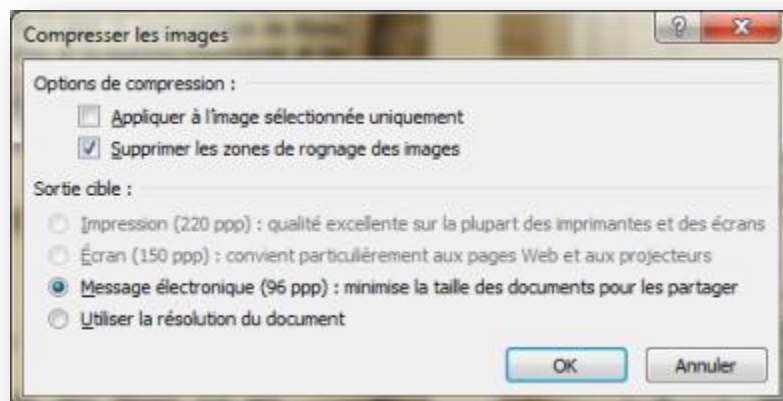 Compresser les images
Options de compression :
Appliquer à l'image sélectionnée uniquement
Supprimer les zones de rognage des images
Sortie cible :
Impression (220 ppp) : qualité excellente sur la plupart des imprimantes et des écrans
Écran (150 ppp) : convient particulièrement aux pages Web et aux projecteurs
Message électronique (96 ppp) : minimise la taille des documents pour les partager
Utiliser la résolution du document
OK Annuler